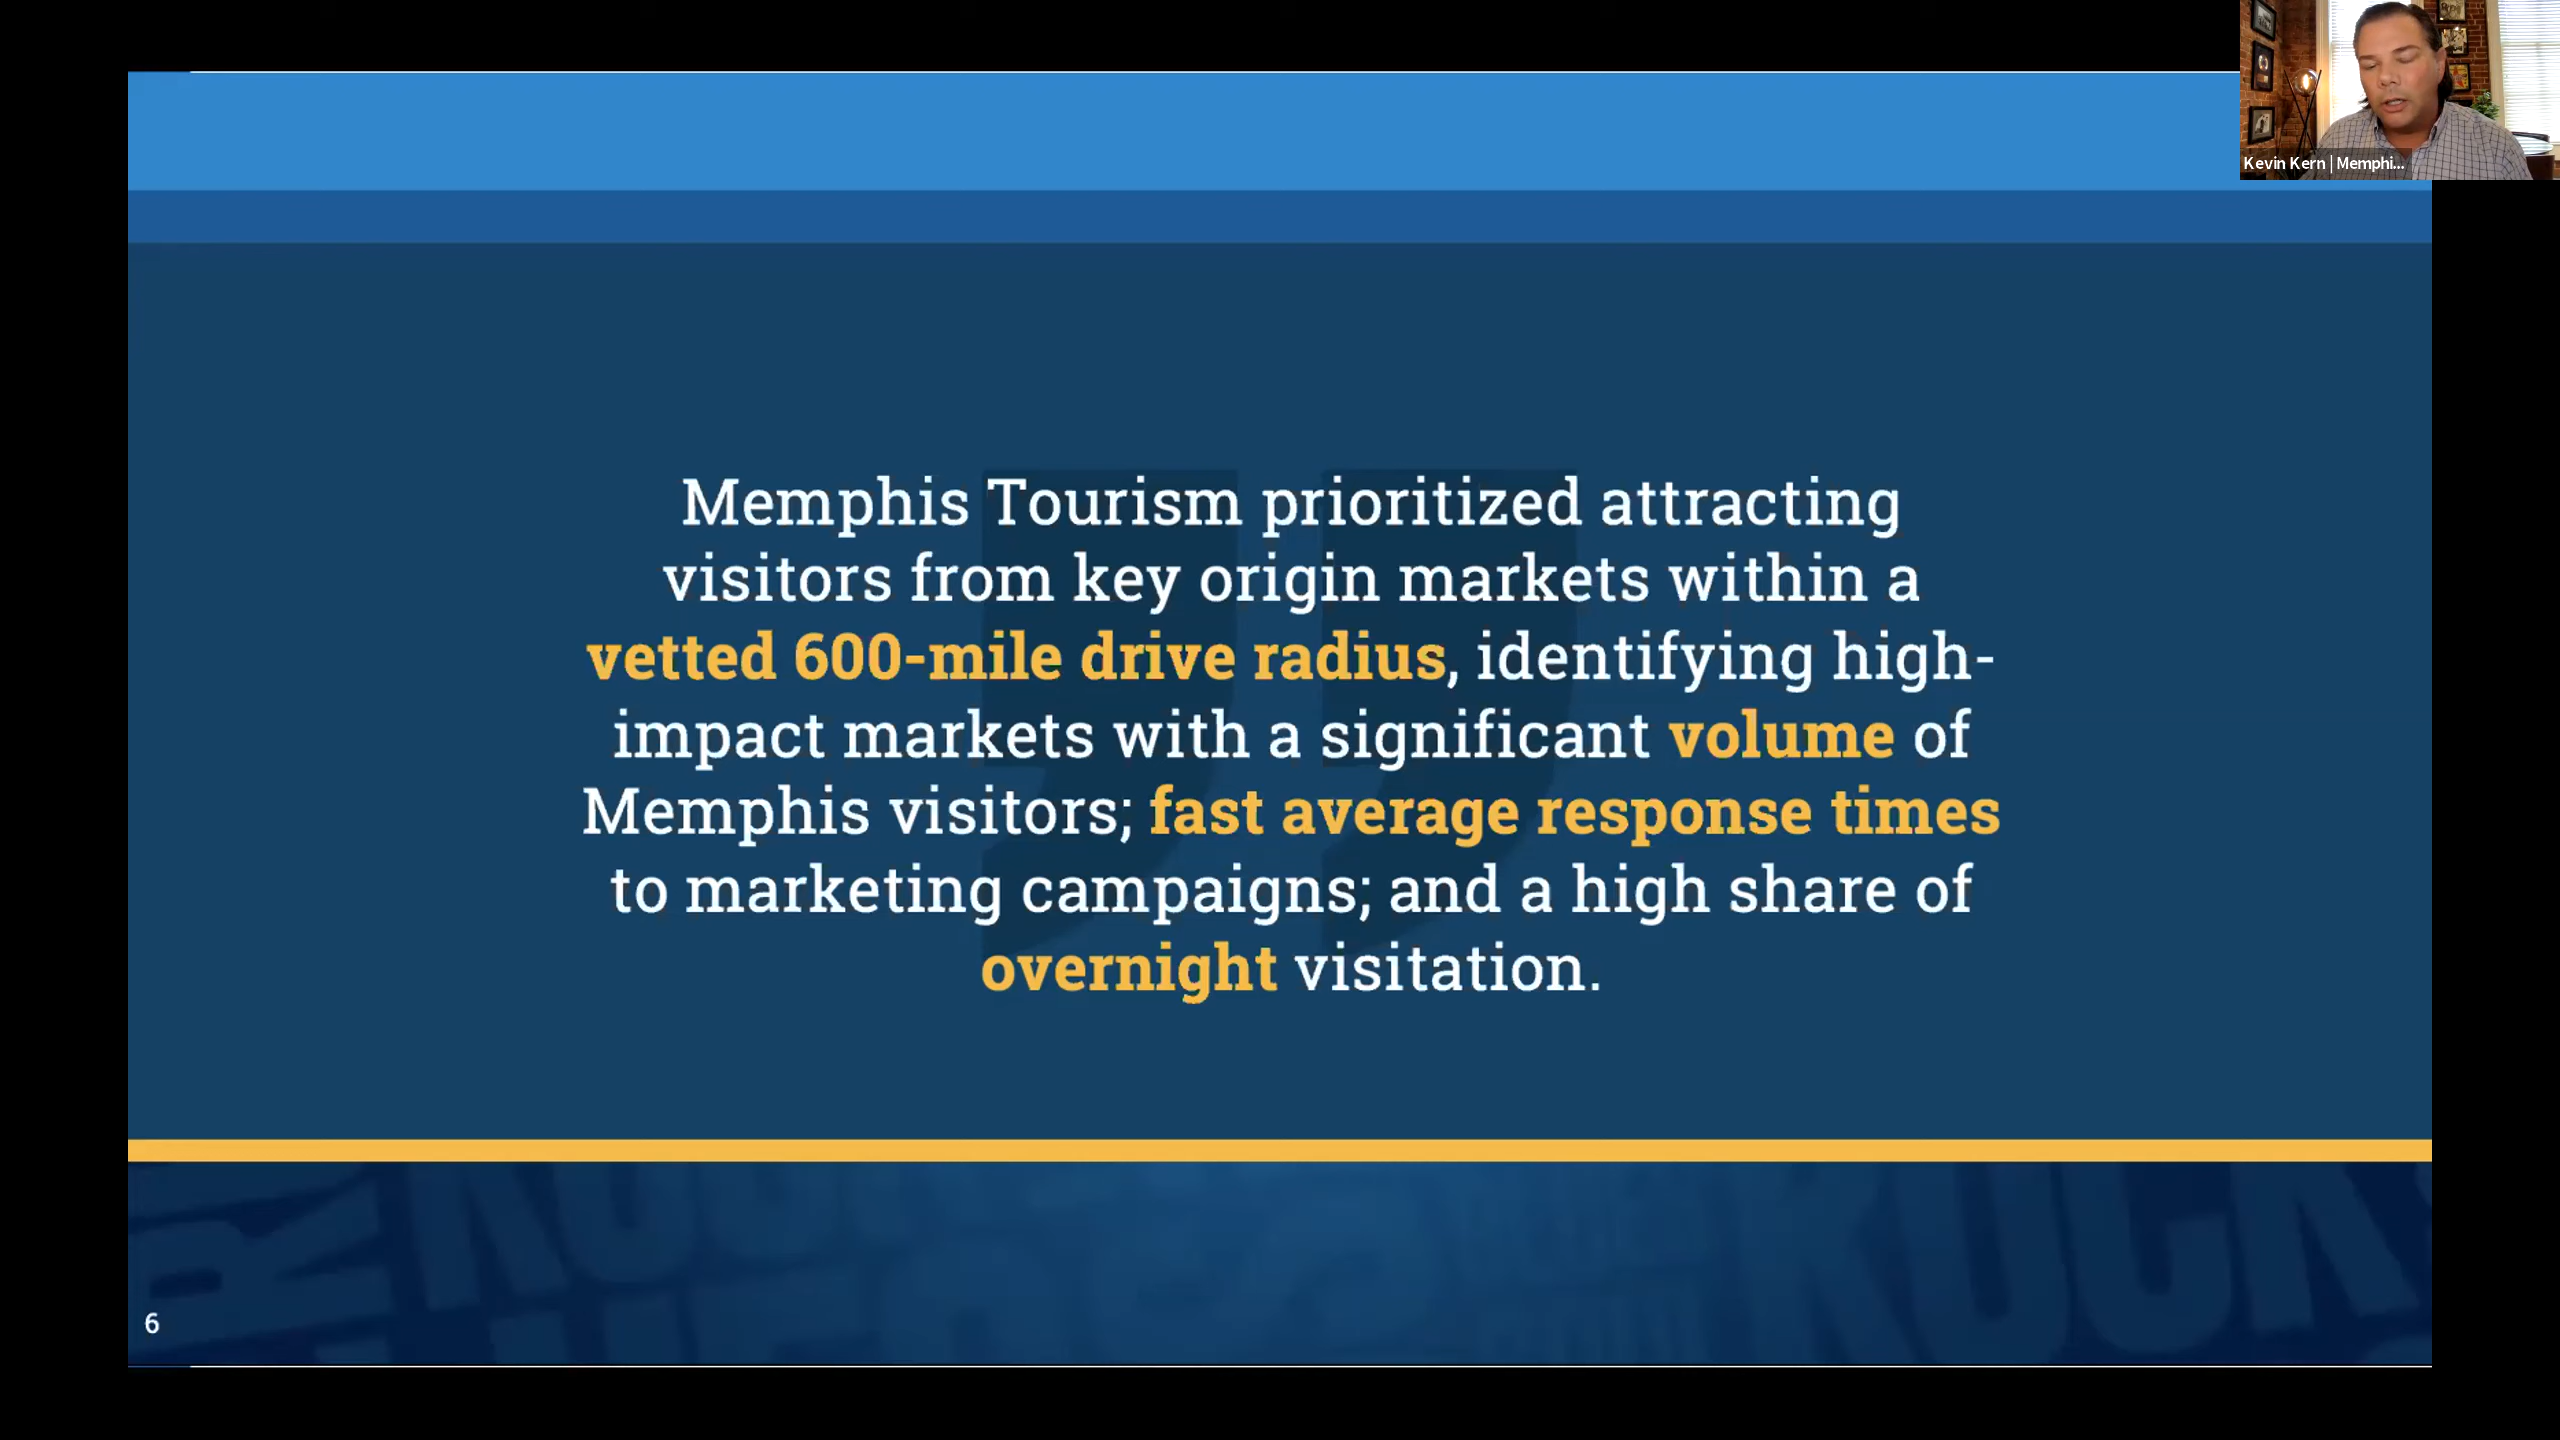 Kevin Kern | Memphi...
Memphis Tourism prioritized attracting
visitors from key origin markets within a
vetted 600-mile drive radius, identifying high-
impact markets with a significant volume of
Memphis visitors; fast average response times
to marketing campaigns; and a high share of
overnight visitation.
ROCK
6